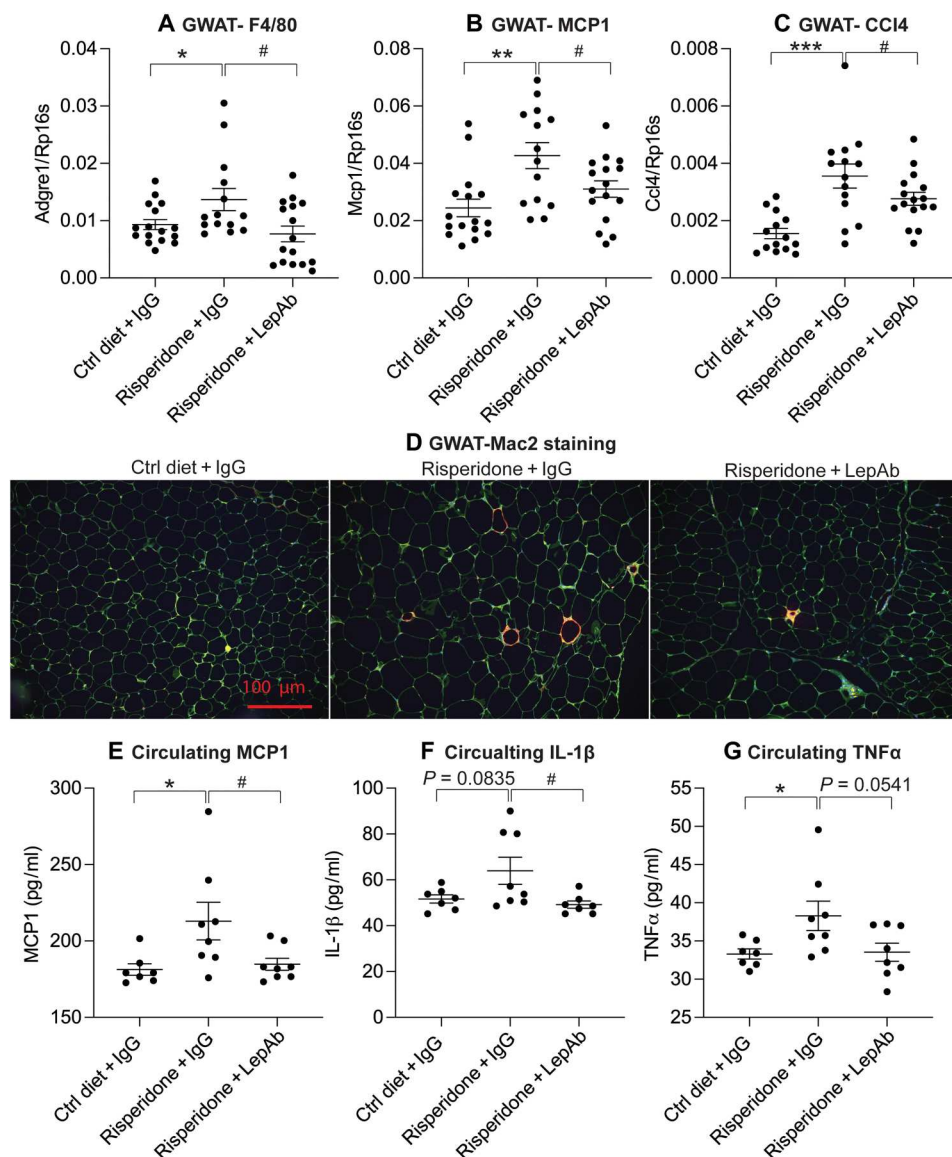 A GWAT- F4/80
*
#
0.04
0.03
0.02
0.01
0.00
Adgre1/Rp16s
Ctrl diet + IgG
Risperidone + IgG
Risperidone + LepAb
B GWAT- MCP1
**
#
0.08
0.06
0.04
0.02
0.00
Mcp1/Rp16s
Ctrl diet + IgG
Risperidone + IgG
Risperidone + LepAb
C GWAT- CCl4
***
#
0.008
0.006
0.004
0.002
0.000
Ccl4/Rp16s
Ctrl diet + IgG
Risperidone + IgG
Risperidone + LepAb
D GWAT-Mac2 staining
Ctrl diet + IgG
Risperidone + IgG
Risperidone + LepAb
100 µm
E Circulating MCP1
*
#
300
250
200
150
MCP1 (pg/ml)
Ctrl diet + IgG
Risperidone + IgG
Risperidone + LepAb
F Circualting IL-1β
P = 0.0835
#
100
80
60
40
20
0
IL-1β (pg/ml)
Ctrl diet + IgG
Risperidone + IgG
Risperidone + LepAb
G Circulating TNFα
*
P = 0.0541
55
50
45
40
35
30
25
TNFα (pg/ml)
Ctrl diet + IgG
Risperidone + IgG
Risperidone + LepAb